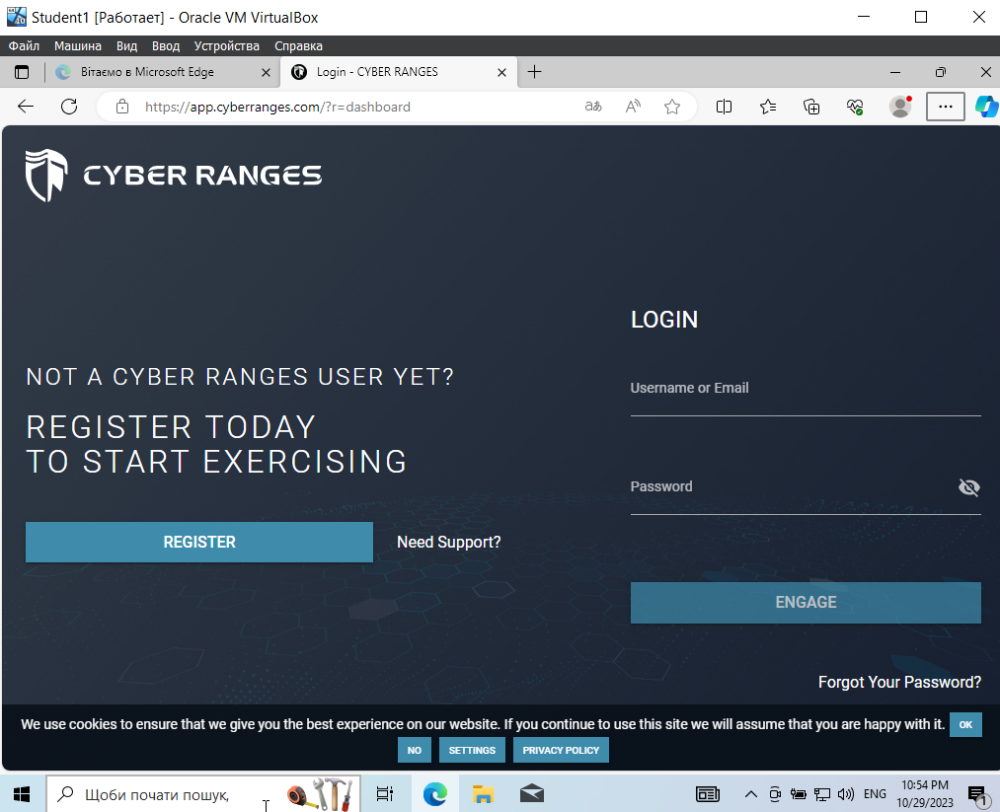 Student1 [Работает] - Oracle VM VirtualBox
Файл Машина Вид Ввод Устройства Справка
Вітаємо в Microsoft Edge
Login - CYBER RANGES
https://app.cyberranges.com/?r=dashboard
CYBER RANGES
LOGIN
NOT A CYBER RANGES USER YET?
Username or Email
REGISTER TODAY
TO START EXERCISING
Password
REGISTER
Need Support?
ENGAGE
Forgot Your Password?
We use cookies to ensure that we give you the best experience on our website. If you continue to use this site we will assume that you are happy with it. OK
NO SETTINGS PRIVACY POLICY
Щоби почати пошук,
ENG
10:54 PM
10/29/2023
1